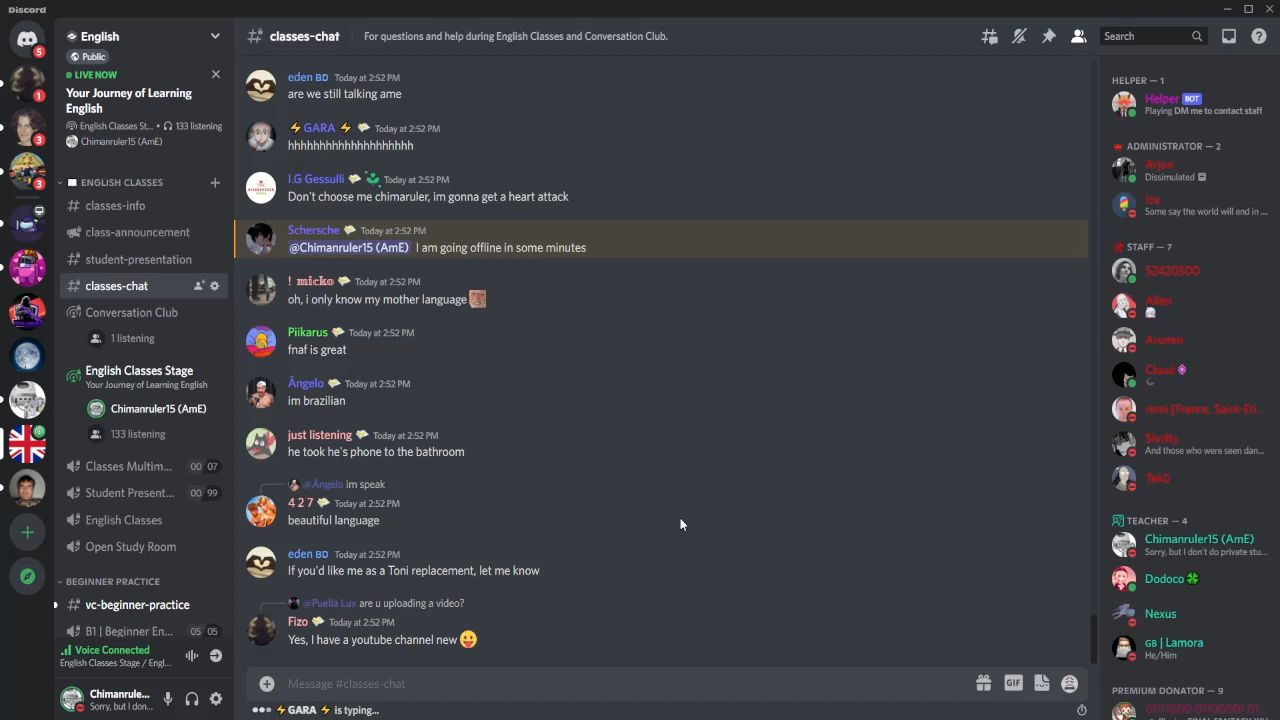 Discord
5
1
3
3
English
Public
LIVE NOW
Your Journey of Learning
English
English Classes St... • 133 listening
Chimanruler15 (AmE)
ENGLISH CLASSES
classes-info
class-announcement
student-presentation
classes-chat
Conversation Club
1 listening
English Classes Stage
Your Journey of Learning English
Chimanruler15 (AmE)
133 listening
Classes Multim... 00 07
Student Present... 00 99
English Classes
Open Study Room
BEGINNER PRACTICE
vc-beginner-practice
B1 | Beginner En... 05 05
Voice Connected
English Classes Stage / Engl...
Chimanrule...
Sorry, but I don...
classes-chat For questions and help during English Classes and Conversation Club.
Search
eden BD Today at 2:52 PM
are we still talking ame
⚡GARA ⚡ Today at 2:52 PM
hhhhhhhhhhhhhhhhhhh
I.G Gessulli Today at 2:52 PM
Don't choose me chimaruler, im gonna get a heart attack
Schersche Today at 2:52 PM
@Chimanruler15 (AmE) I am going offline in some minutes
! micko Today at 2:52 PM
oh, i only know my mother language
Piikarus Today at 2:52 PM
fnaf is great
Ângelo Today at 2:52 PM
im brazilian
just listening Today at 2:52 PM
he took he's phone to the bathroom
@Ângelo im speak
4 2 7 Today at 2:52 PM
beautiful language
eden BD Today at 2:52 PM
If you'd like me as a Toni replacement, let me know
@Puella Lux are u uploading a video?
Fizo Today at 2:52 PM
Yes, I have a youtube channel new 😛
Message #classes-chat
GIF
⚡GARA ⚡ is typing...
HELPER — 1
Helper BOT
Playing DM me to contact staff
ADMINISTRATOR — 2
Arjun
Dissimulated
Ice
Some say the world will end in ...
STAFF — 7
52420500
Allen
Arumin
Cloud
[France, Saint-Eti...
Shrifty
And those who were seen dan...
TekD
TEACHER — 4
Chimanruler15 (AmE)
Sorry, but I don't do private stu...
Dodoco
Nexus
GB | Lamora
He/Him
PREMIUM DONATOR — 9